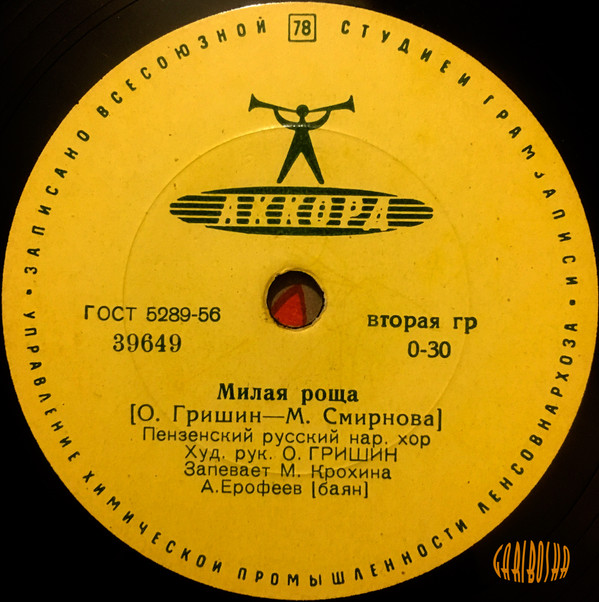 • ЗАПИСАНО ВСЕСОЮЗНОЙ 78 СТУДИЕЙ ГРАМЗАПИСИ •
АККОРД
ГОСТ 5289-56
39649
вторая гр
0-30
Милая роща
[О. Гришин—М. Смирнова]
Пензенский русский нар. хор
Худ. рук. О. ГРИШИН
Запевает М. Крохина
А.Ерофеев [баян]
УПРАВЛЕНИЕ ХИМИЧЕСКОЙ ПРОМЫШЛЕННОСТИ ЛЕНСОВНАРХОЗА
GARIBOSHA